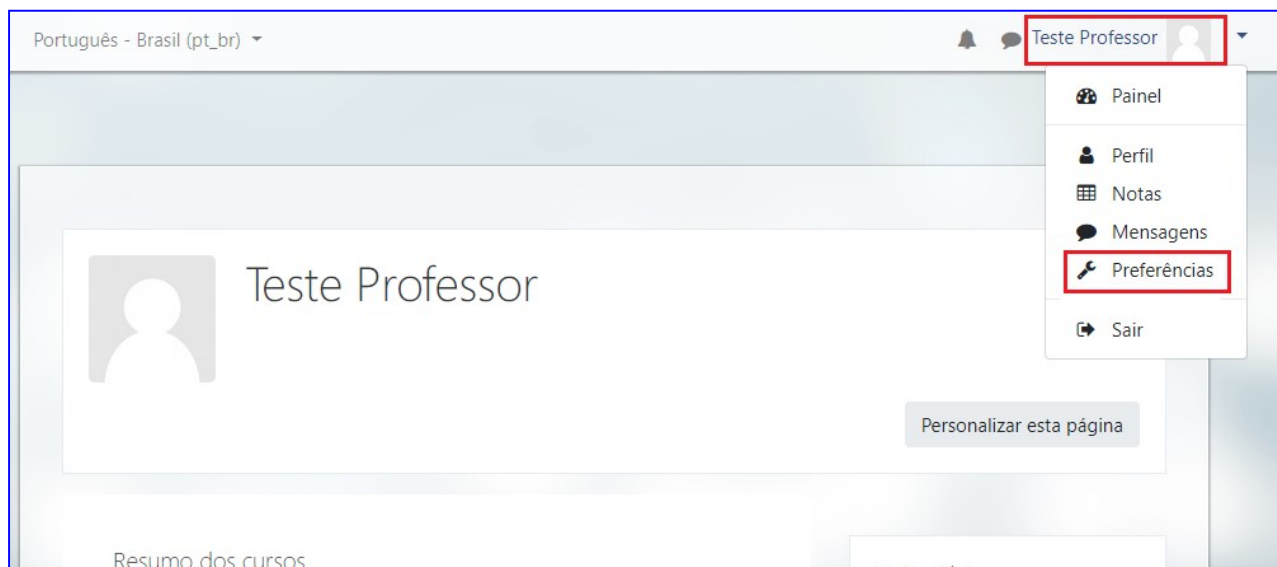 Português - Brasil (pt_br)
Teste Professor
Painel
Perfil
Notas
Mensagens
Preferências
Sair
Teste Professor
Personalizar esta página
Resumo dos cursos